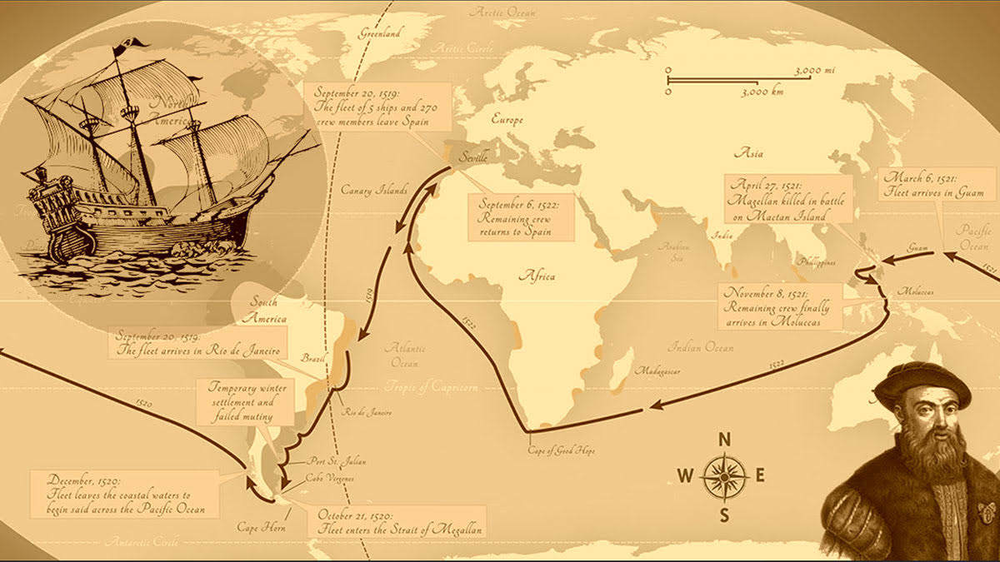 Arctic Ocean
Greenland
Arctic Circle
0
3,000 mi
0
3,000 km
September 20, 1519:
The fleet of 5 ships and 270
crew members leave Spain
North
America
Europe
Asia
Seville
Canary Islands
September 6, 1522:
Remaining crew
returns to Spain
April 27, 1521:
Magellan killed in battle
on Mactan Island
March 6, 1521:
Fleet arrives in Guam
Pacific
Ocean
India
Arabian
Sea
Phillippines
Guam
Africa
1519
South
America
November 8, 1521:
Remaining crew finally
arrives in Moluccas
Moluccas
September 20, 1519:
The fleet arrives in Rio de Janeiro
Brazil
Atlantic
Ocean
1522
Indian Ocean
Madagascar
1522
Tropic of Capricorn
Temporary winter
settlement and
failed mutiny
1520
Rio de Janeiro
Cape of Good Hope
Port St. Julian
Cabo Virgenes
December, 1520:
Fleet leaves the coastal waters to
begin said across the Pacific Ocean
October 21, 1520:
Fleet enters the Strait of Megallan
Cape Horn
Antarctic Circle
N
W
E
S